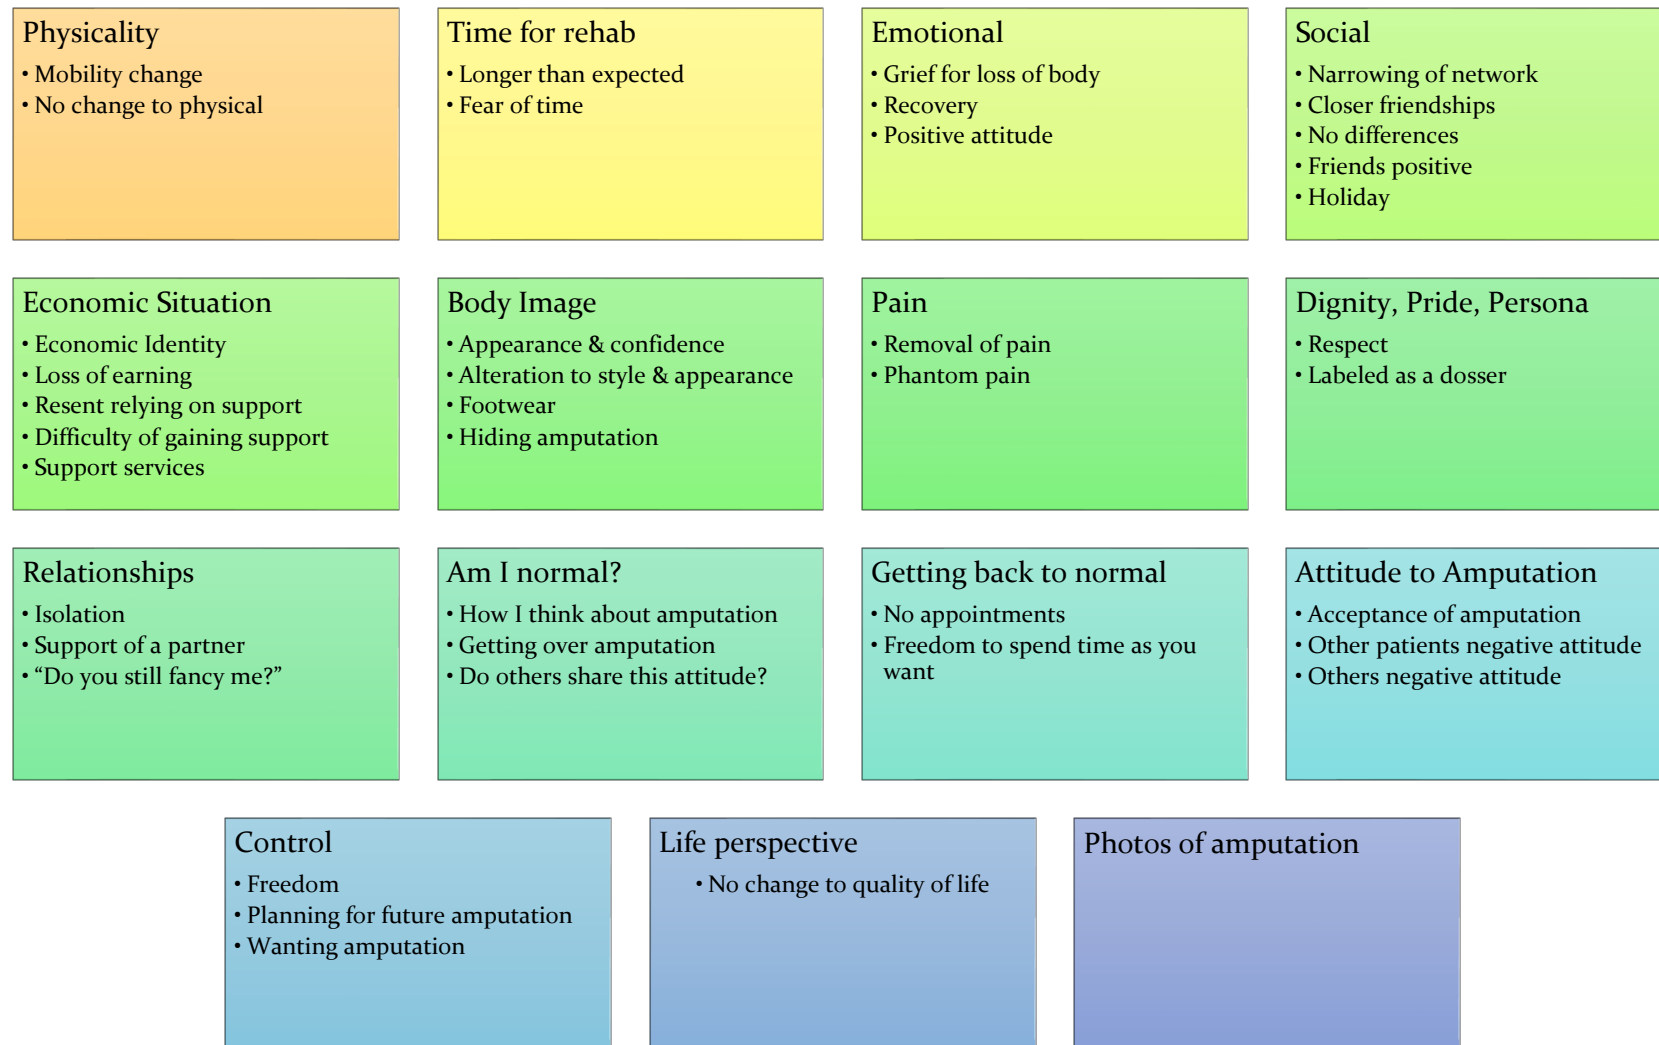 Physicality
• Mobility change
• No change to physical
Time for rehab
• Longer than expected
• Fear of time
Emotional
• Grief for loss of body
• Recovery
• Positive attitude
Social
• Narrowing of network
• Closer friendships
• No differences
• Friends positive
• Holiday
Economic Situation
• Economic Identity
• Loss of earning
• Resent relying on support
• Difficulty of gaining support
• Support services
Body Image
• Appearance & confidence
• Alteration to style & appearance
• Footwear
• Hiding amputation
Pain
• Removal of pain
• Phantom pain
Dignity, Pride, Persona
• Respect
• Labeled as a dosser
Relationships
• Isolation
• Support of a partner
• “Do you still fancy me?”
Am I normal?
• How I think about amputation
• Getting over amputation
• Do others share this attitude?
Getting back to normal
• No appointments
• Freedom to spend time as you
want
Attitude to Amputation
• Acceptance of amputation
• Other patients negative attitude
• Others negative attitude
Control
• Freedom
• Planning for future amputation
• Wanting amputation
Life perspective
• No change to quality of life
Photos of amputation